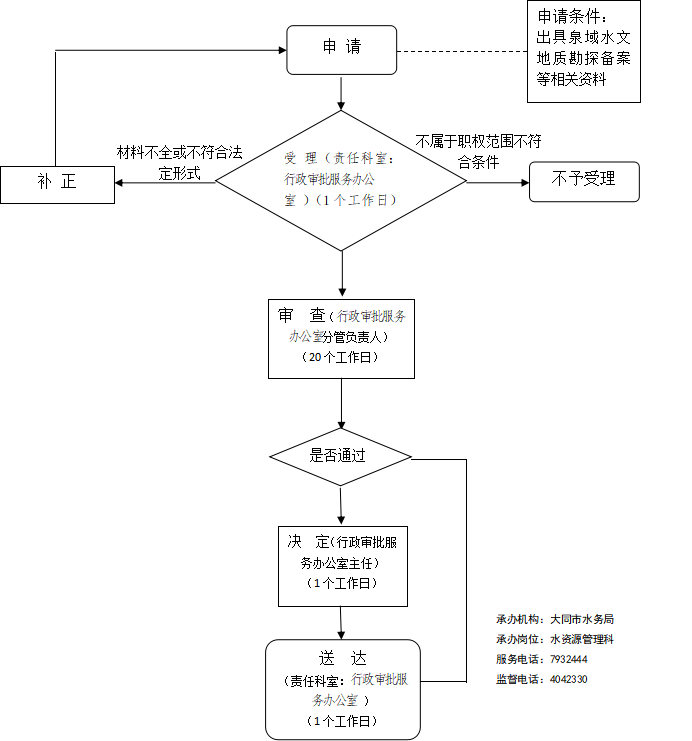 申 请
申请条件：
出具泉域水文
地质勘探备案
等相关资料
材料不全或不符合法
定形式
不属于职权范围不符
合条件
补 正
受 理（责任科室：
行政审批服务办公
室 ）（1 个工作日）
不予受理
审 查（行政审批服务
办公室分管负责人）
（20 个工作日）
是否通过
决 定（行政审批服
务办公室主任）
（1 个工作日）
送 达
（责任科室：行政审批服
务办公室 ）
（1 个工作日）
承办机构：大同市水务局
承办岗位：水资源管理科
服务电话：7932444
监督电话：4042330